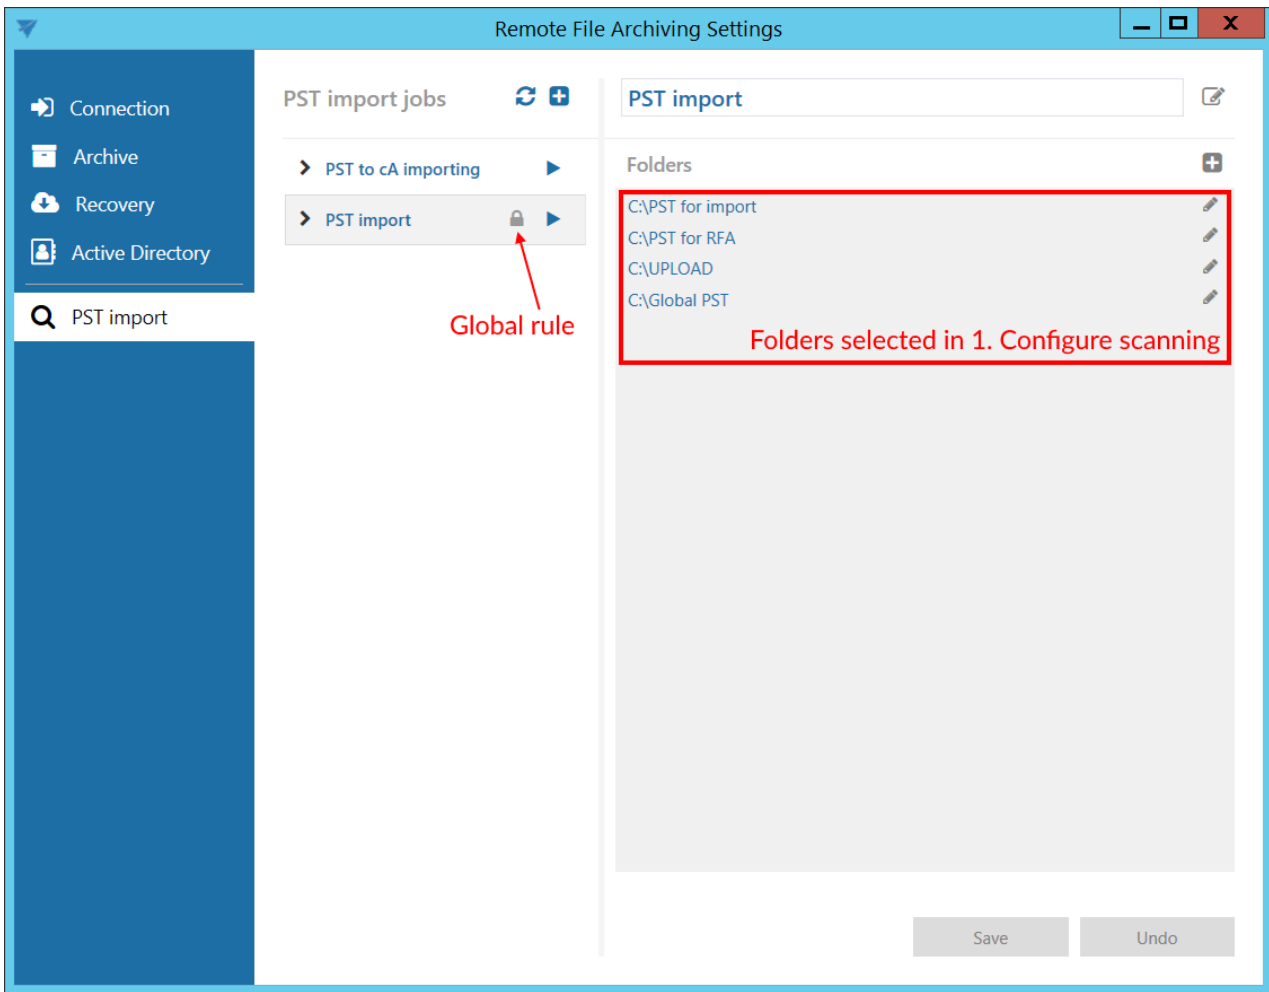 Remote File Archiving Settings
X
Connection
Archive
Recovery
Active Directory
PST import
PST import jobs
PST to cA importing
PST import
Global rule
PST import
Folders
C:\PST for import
C:\PST for RFA
C:\UPLOAD
C:\Global PST
Folders selected in 1. Configure scanning
Save
Undo